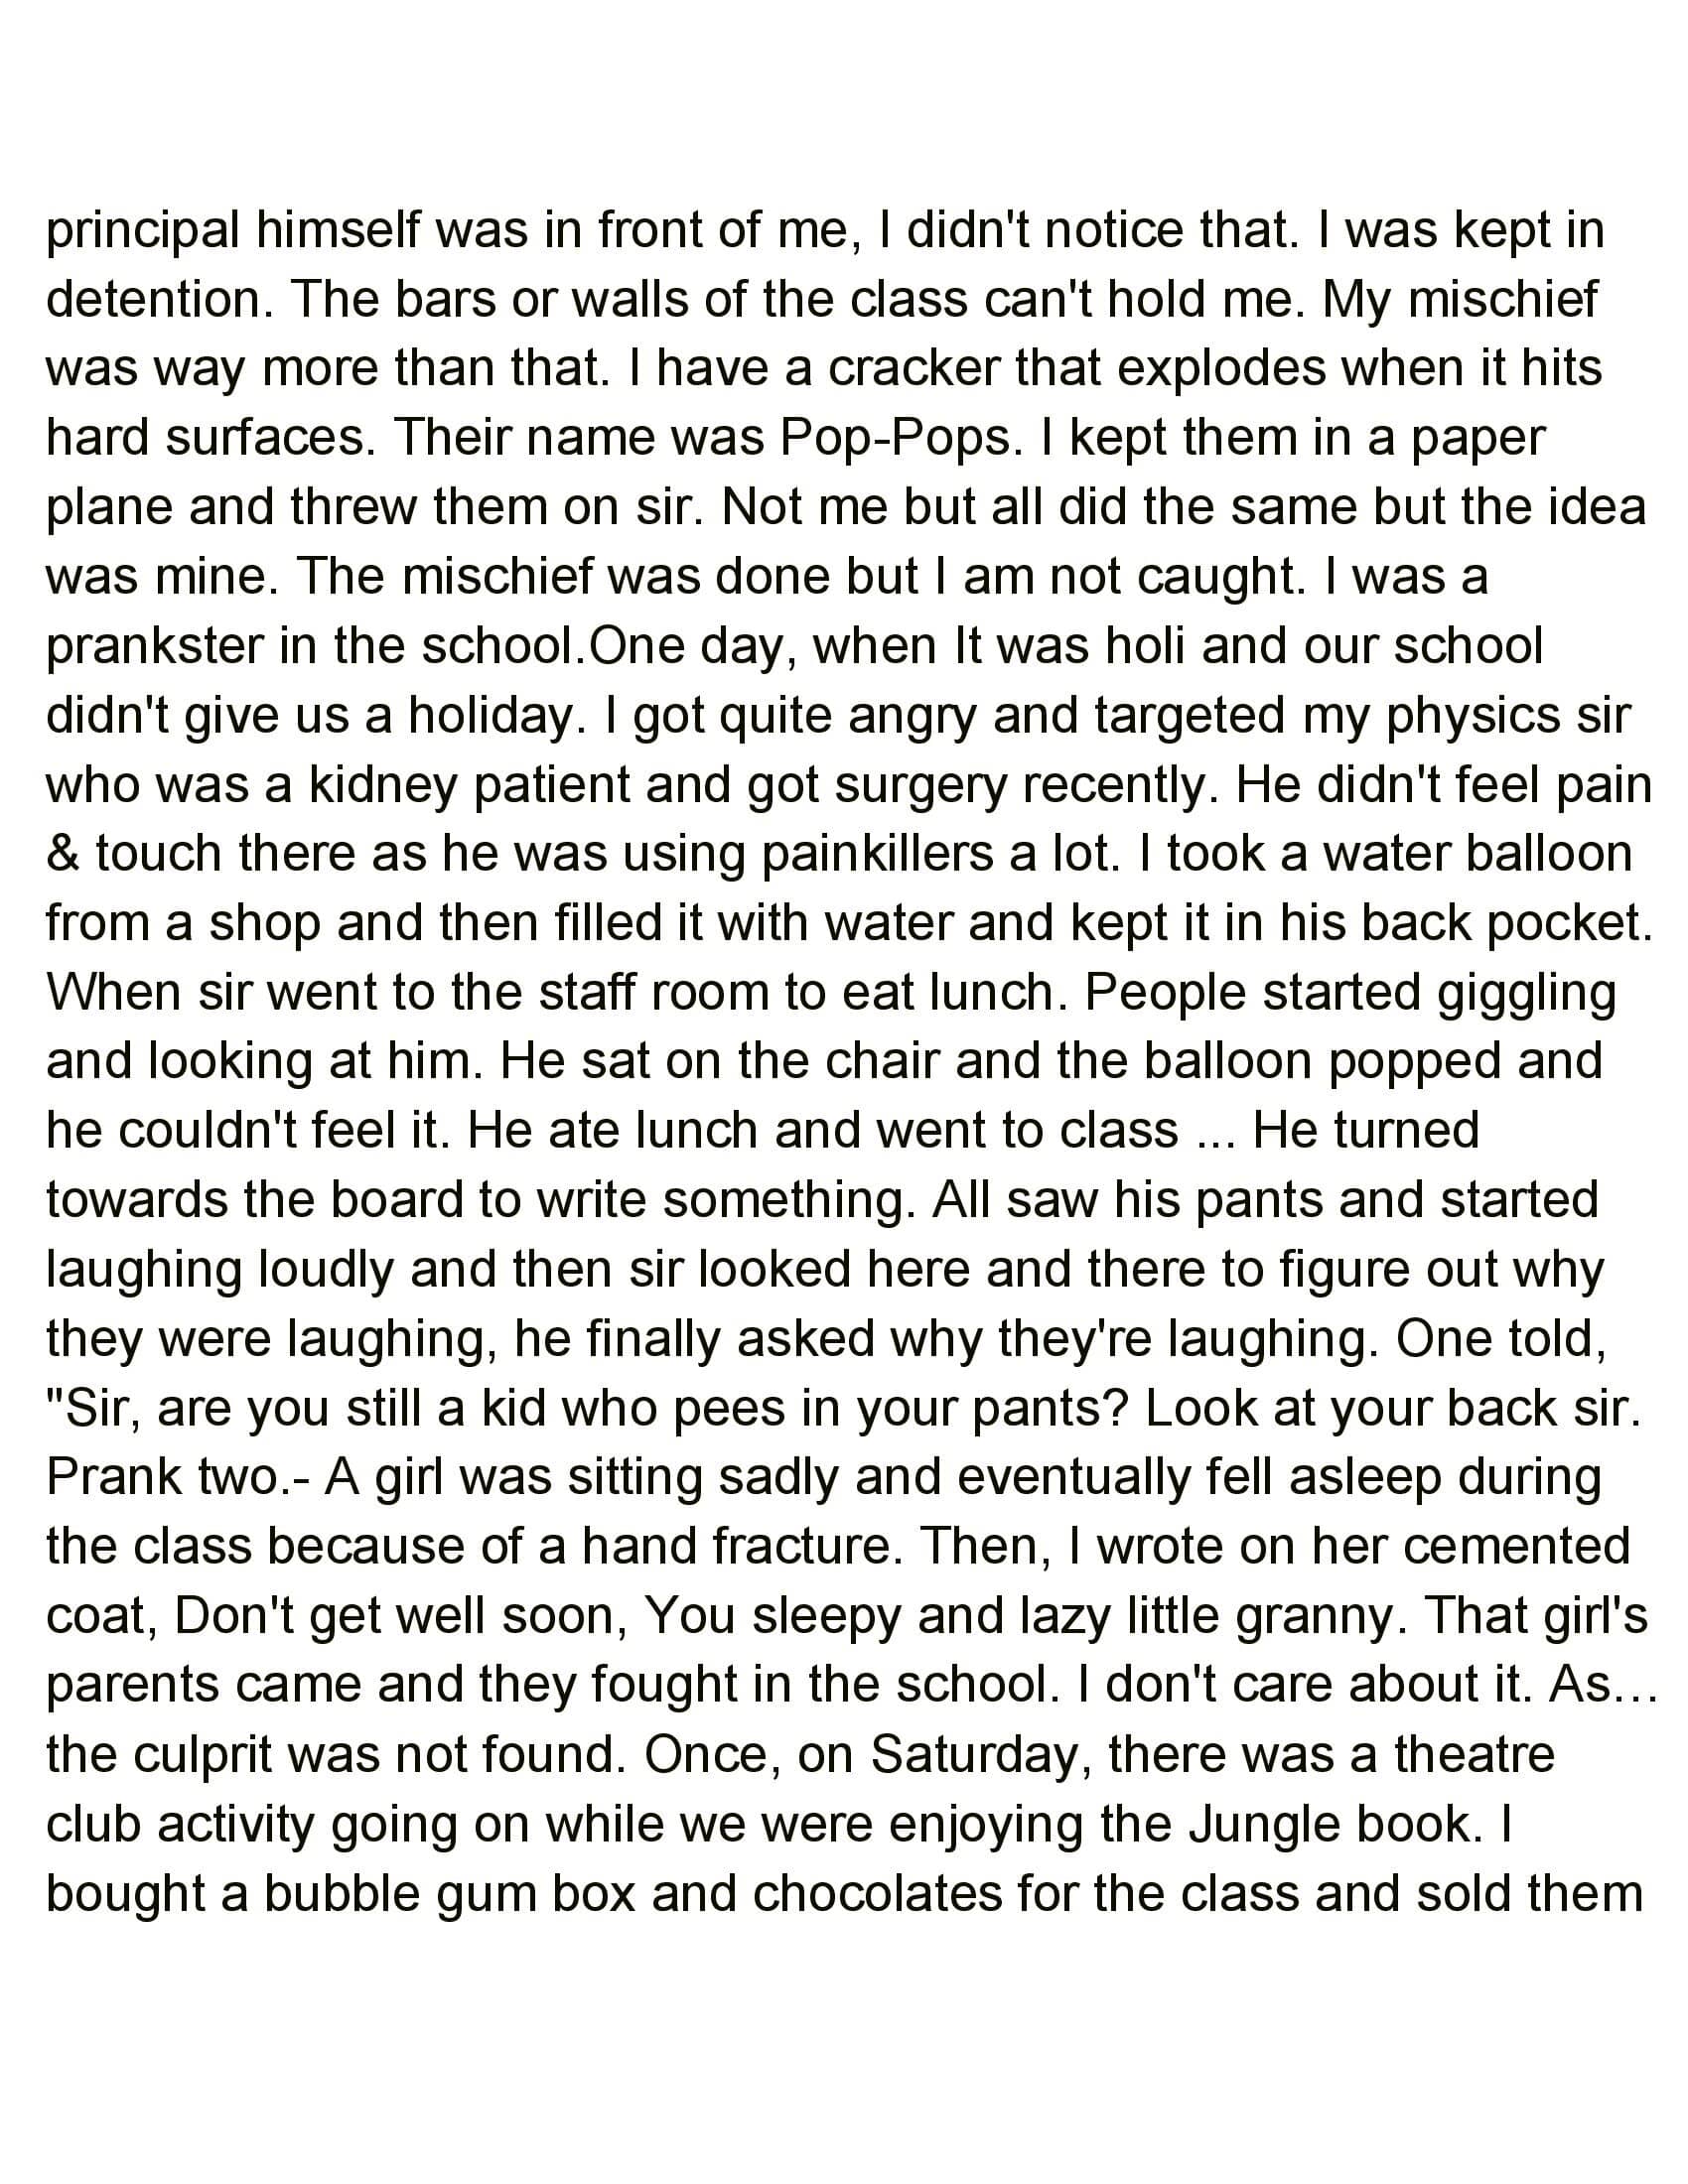 principal himself was in front of me, I didn't notice that. I was kept in
detention. The bars or walls of the class can't hold me. My mischief
was way more than that. I have a cracker that explodes when it hits
hard surfaces. Their name was Pop-Pops. I kept them in a paper
plane and threw them on sir. Not me but all did the same but the idea
was mine. The mischief was done but I am not caught. I was a
prankster in the school.One day, when It was holi and our school
didn't give us a holiday. I got quite angry and targeted my physics sir
who was a kidney patient and got surgery recently. He didn't feel pain
& touch there as he was using painkillers a lot. I took a water balloon
from a shop and then filled it with water and kept it in his back pocket.
When sir went to the staff room to eat lunch. People started giggling
and looking at him. He sat on the chair and the balloon popped and
he couldn't feel it. He ate lunch and went to class ... He turned
towards the board to write something. All saw his pants and started
laughing loudly and then sir looked here and there to figure out why
they were laughing, he finally asked why they're laughing. One told,
"Sir, are you still a kid who pees in your pants? Look at your back sir.
Prank two.- A girl was sitting sadly and eventually fell asleep during
the class because of a hand fracture. Then, I wrote on her cemented
coat, Don't get well soon, You sleepy and lazy little granny. That girl's
parents came and they fought in the school. I don't care about it. As…
the culprit was not found. Once, on Saturday, there was a theatre
club activity going on while we were enjoying the Jungle book. I
bought a bubble gum box and chocolates for the class and sold them